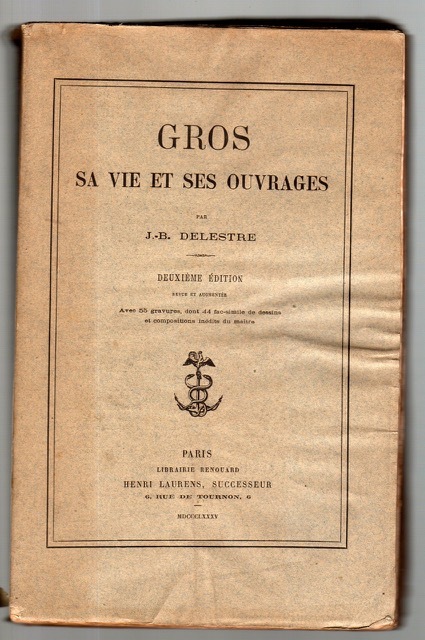 GROS
SA VIE ET SES OUVRAGES
PAR
J.-B. DELESTRE
DEUXIÈME ÉDITION
REVUE ET AUGMENTÉE
Avec 55 gravures, dont 44 fac-simile de dessins
et compositions inédits du maître
PARIS
LIBRAIRIE RENOUARD
HENRI LAURENS, SUCCESSEUR
6, RUE DE TOURNON, 6
MDCCCLXXXV